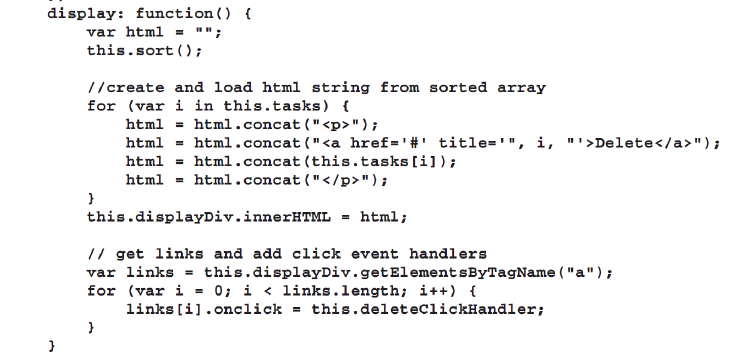 display: function() {
    var html = "";
    this.sort();

    //create and load html string from sorted array
    for (var i in this.tasks) {
        html = html.concat("<p>");
        html = html.concat("<a href='#' title='", i, "'>Delete</a>");
        html = html.concat(this.tasks[i]);
        html = html.concat("</p>");
    }
    this.displayDiv.innerHTML = html;

    // get links and add click event handlers
    var links = this.displayDiv.getElementsByTagName("a");
    for (var i = 0; i < links.length; i++) {
        links[i].onclick = this.deleteClickHandler;
    }
}